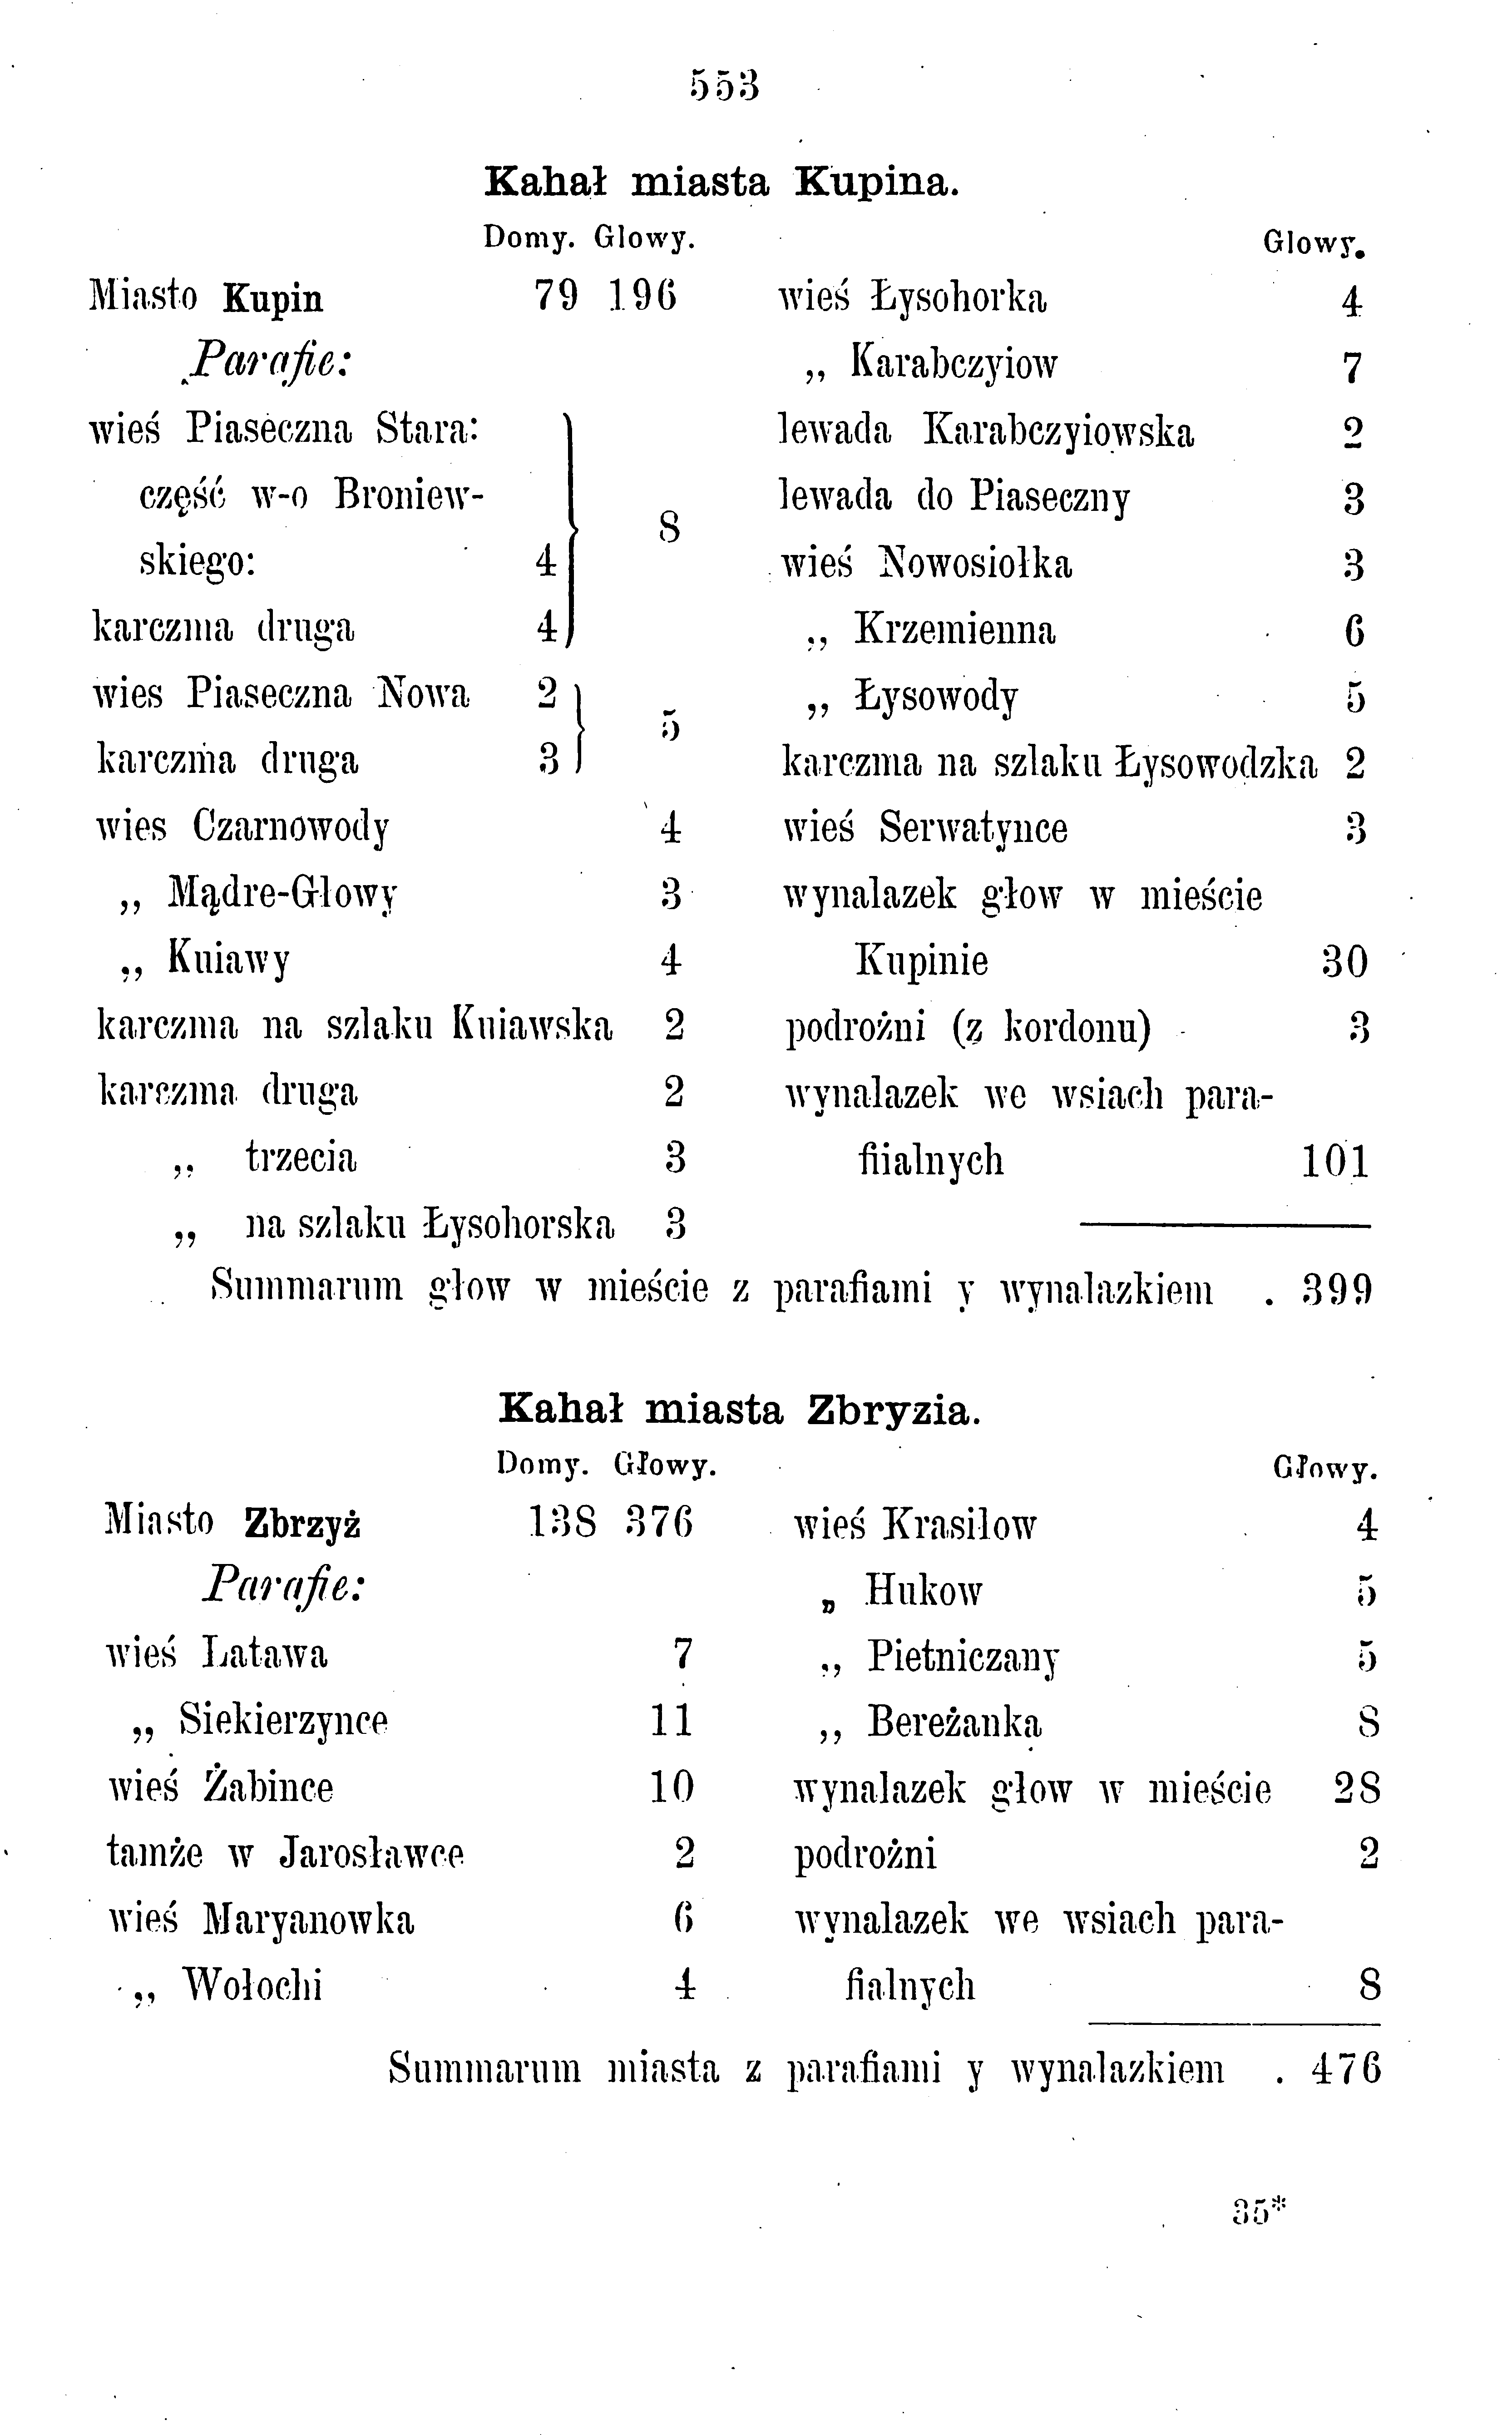 553
Kahał miasta Kupina.
Domy. Glowy.
Miasto Kupin 79 196
Parafie:
wieś Piaseczna Stara:
część w-o Broniew-
skiego: 4
8
karczma druga 4
wies Piaseczna Nowa 2
5
karczma druga 3
wies Czarnowody 4
„ Mądre-Głowy 3
„ Kuiawy 4
karczma na szlaku Kuiawska 2
karczma druga 2
„ trzecia 3
„ na szlaku Łysohorska 3
Glowy.
wieś Łysohorka 4
„ Karabczyiow 7
lewada Karabczyiowska 2
lewada do Piaseczny 3
wieś Nowosiołka 3
„ Krzemienna 6
„ Łysowody 5
karczma na szlaku Łysowodzka 2
wieś Serwatynce 3
wynalazek głow w mieście
Kupinie 30
podrożni (z kordonu) 3
wynalazek we wsiach para-
fiialnych 101
Summarum głow w mieście z parafiami y wynalazkiem . 399
Kahał miasta Zbryzia.
Domy. Głowy.
Miasto Zbrzyż 138 376
Parafie:
wieś Latawa 7
„ Siekierzynce 11
wieś Żabince 10
tamże w Jarosławce 2
wieś Maryanowka 6
„ Wołochi 4
Głowy.
wieś Krasiłow 4
„ Hukow 5
„ Pietniczany 5
„ Bereżanka 8
wynalazek głow w mieście 28
podrożni 2
wynalazek we wsiach para-
fialnych 8
Summarum miasta z parafiami y wynalazkiem . 476
35*